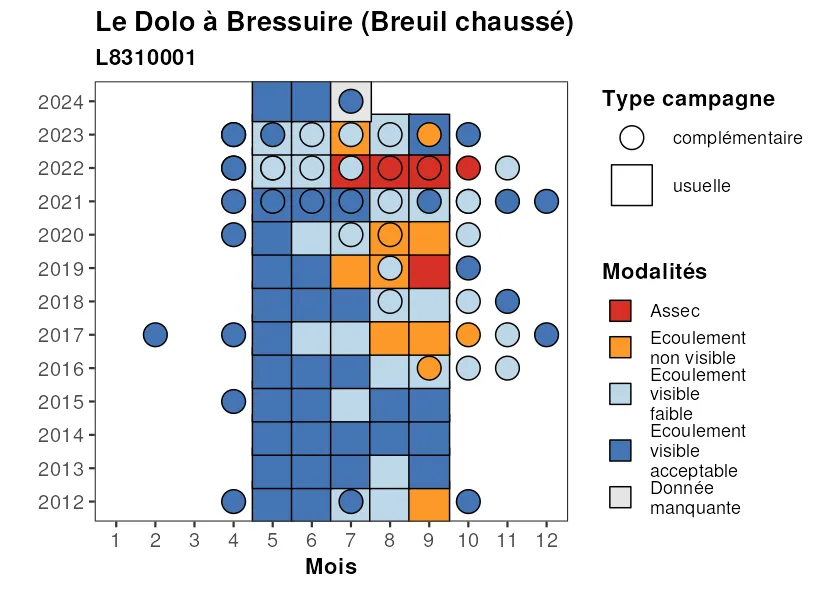 Le Dolo à Bressuire (Breuil chaussé)
L8310001
2024
2023
2022
2021
2020
2019
2018
2017
2016
2015
2014
2013
2012
1 2 3 4 5 6 7 8 9 10 11 12
Mois
Type campagne
complémentaire
usuelle
Modalités
Assec
Ecoulement
non visible
Ecoulement
visible
faible
Ecoulement
visible
acceptable
Donnée
manquante